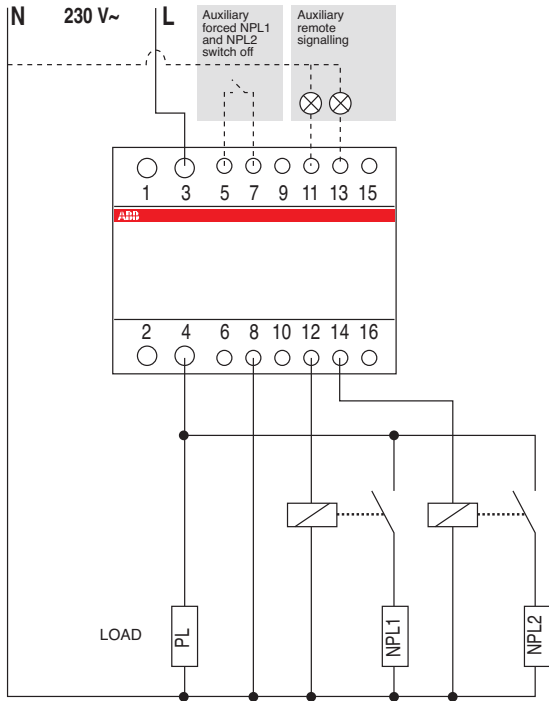 N 230 V~ L
Auxiliary
forced NPL1
and NPL2
switch off
Auxiliary
remote
signalling
1 3 5 7 9 11 13 15
ABB
2 4 6 8 10 12 14 16
LOAD
PL
NPL1
NPL2